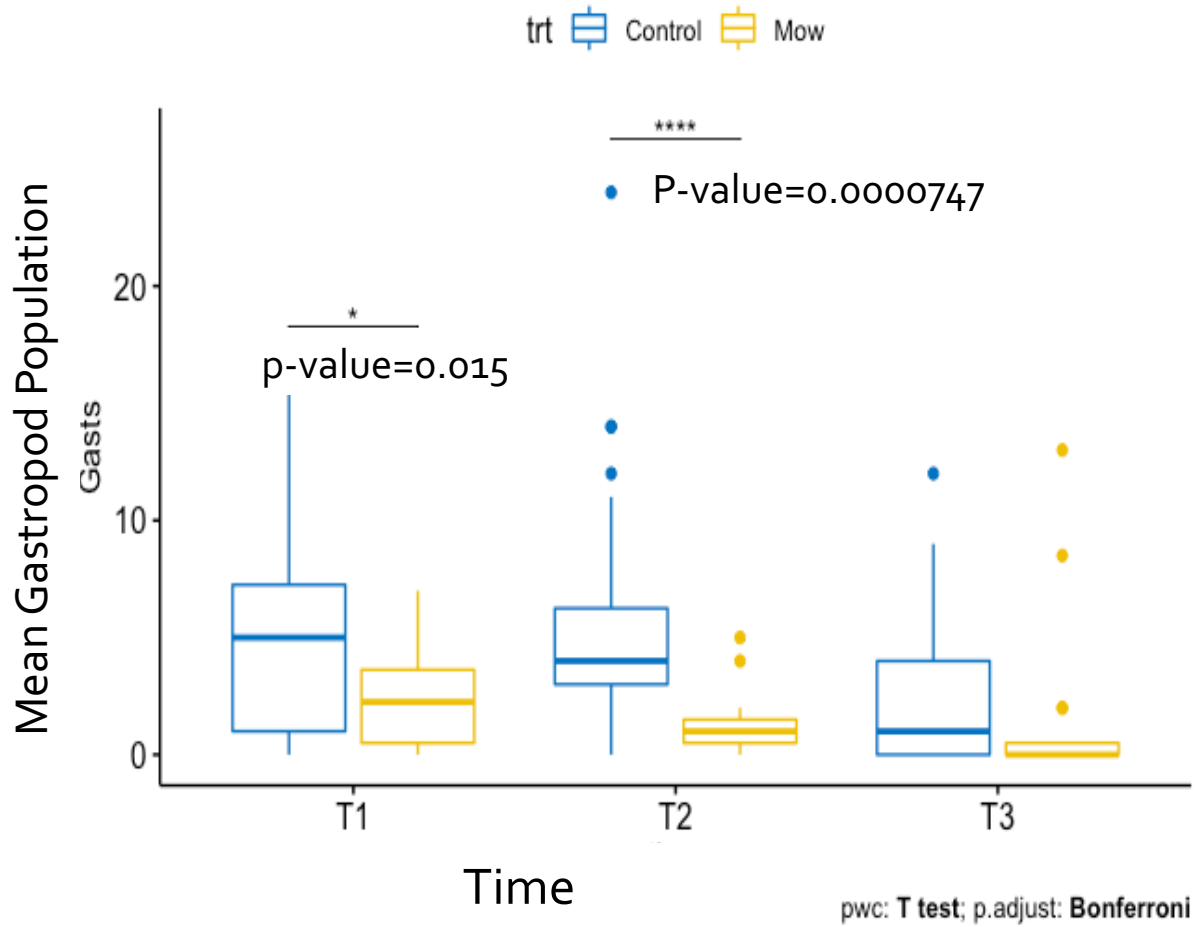 trt Control Mow
****
P-value=0.0000747
*
p-value=0.015
Mean Gastropod Population
Gasts
20
10
0
T1 T2 T3
Time
pwc: T test; p.adjust: Bonferroni